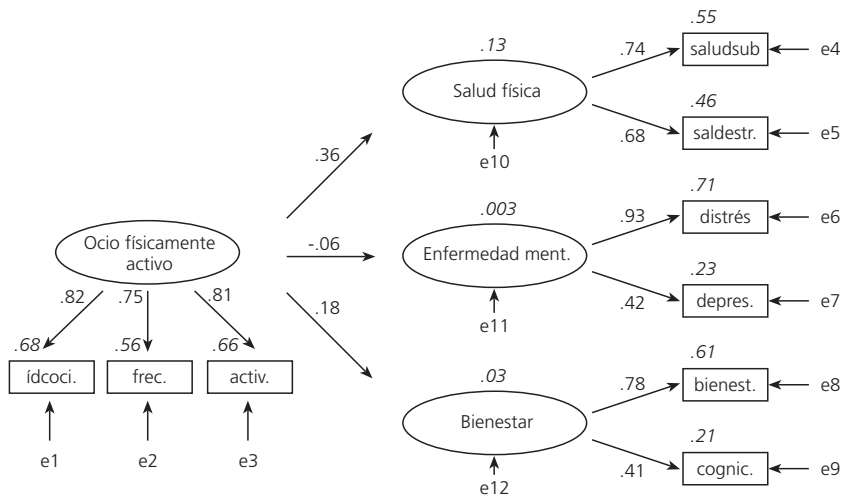 .55
.13
saludsub
e4
.74
Salud física
.46
.68
saldestr.
e5
.36
e10
.71
.003
.93
distrés
e6
Ocio físicamente
activo
-.06
Enfermedad ment.
.23
.42
depres.
e7
.82
.75
.81
.18
e11
.68
.56
.66
.61
ídcoci.
frec.
activ.
.03
.78
bienest.
e8
Bienestar
.21
.41
cognic.
e9
e1
e2
e3
e12